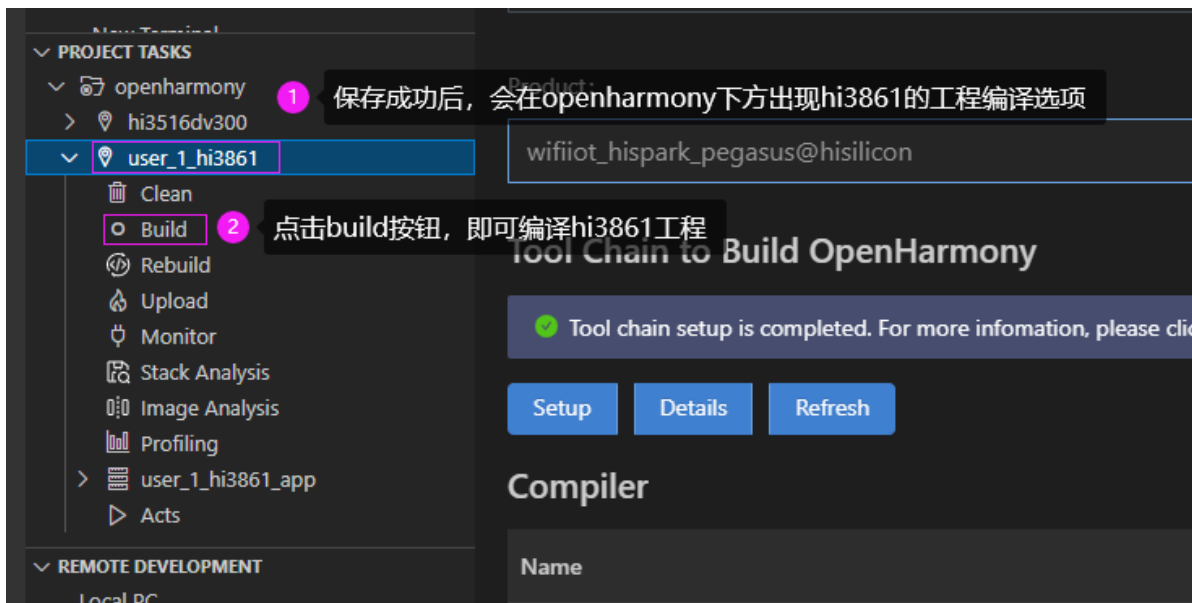 New Terminal
PROJECT TASKS
openharmony
1 保存成功后，会在openharmony下方出现hi3861的工程编译选项
hi3516dv300
user_1_hi3861
Clean
Build
2 点击build按钮，即可编译hi3861工程
Rebuild
Upload
Monitor
Stack Analysis
Image Analysis
Profiling
user_1_hi3861_app
Acts
REMOTE DEVELOPMENT
Local PC
Product:
wifiiot_hispark_pegasus@hisilicon
Tool Chain to Build OpenHarmony
Tool chain setup is completed. For more infomation, please clic
Setup
Details
Refresh
Compiler
Name